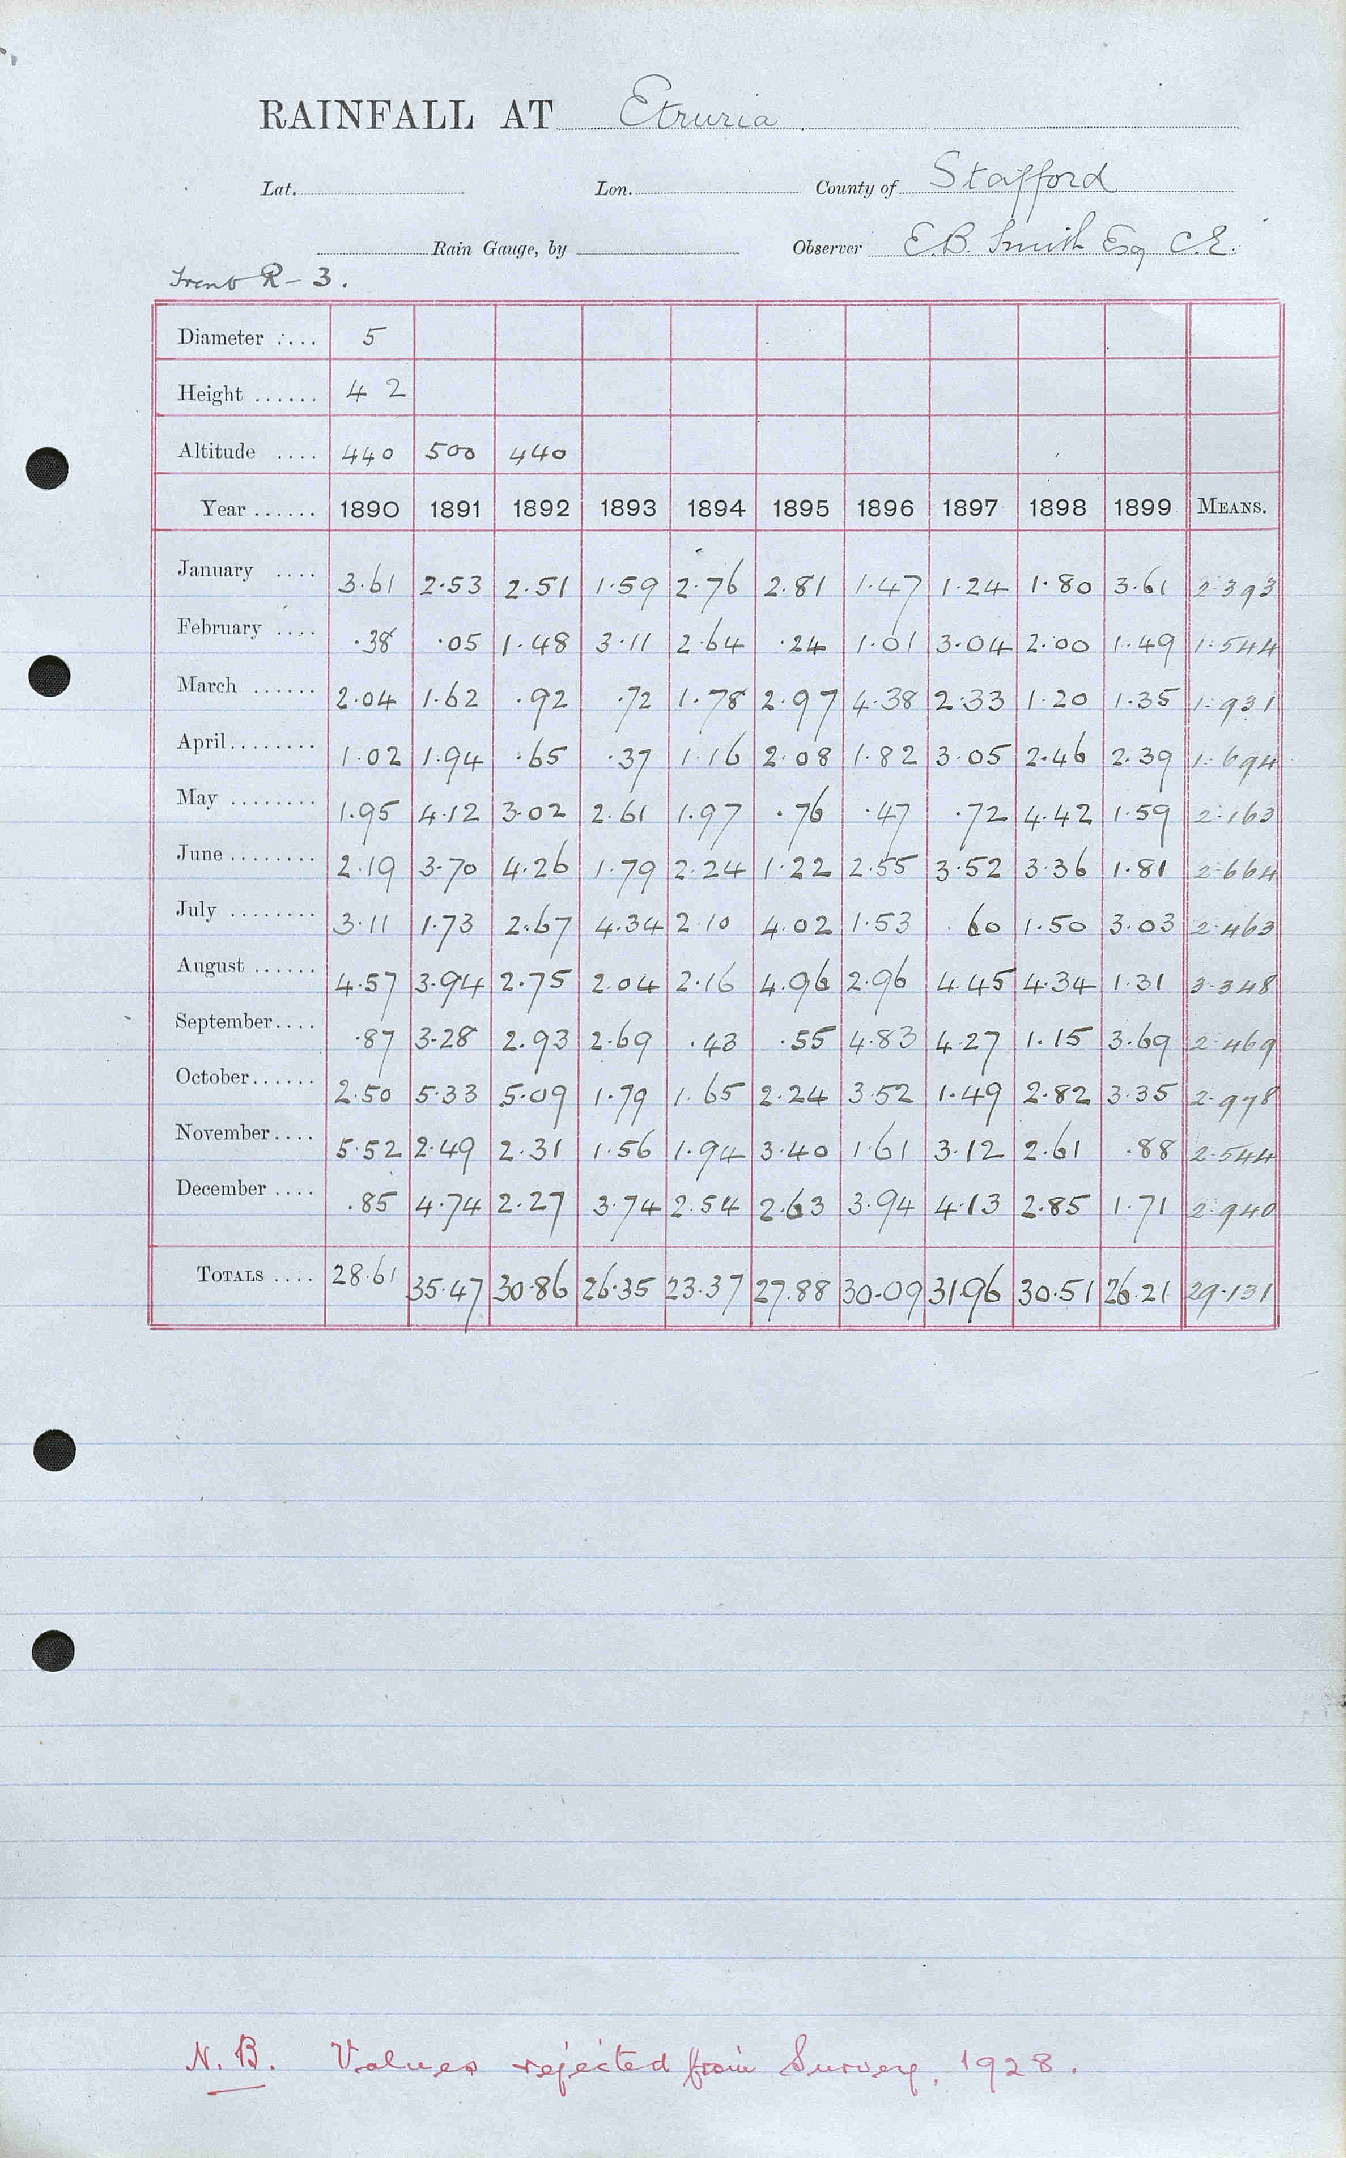 RAINFALL AT Etruria
Lat. Lon. County of Stafford
Rain Gauge, by Observer E.B. Smith Esq C.E.
Trent R - 3.
Diameter .... 5
Height ...... 4 2
Altitude .... 440 500 440
Year ...... 1890 1891 1892 1893 1894 1895 1896 1897 1898 1899 MEANS.
January .... 3.61 2.53 2.51 1.59 2.76 2.81 1.47 1.24 1.80 3.61 2.393
February .... .38 .05 1.48 3.11 2.64 .24 1.01 3.04 2.00 1.49 1.544
March ...... 2.04 1.62 .92 .72 1.78 2.97 4.38 2.33 1.20 1.35 1.931
April........ 1.02 1.94 .65 .37 1.16 2.08 1.82 3.05 2.46 2.39 1.694
May ........ 1.95 4.12 3.02 2.61 1.97 .76 .47 .72 4.42 1.59 2.163
June........ 2.19 3.70 4.26 1.79 2.24 1.22 2.55 3.52 3.36 1.81 2.664
July ........ 3.11 1.73 2.67 4.34 2.10 4.02 1.53 .60 1.50 3.03 2.463
August ...... 4.57 3.94 2.75 2.04 2.16 4.96 2.96 4.45 4.34 1.31 3.348
September.... .87 3.28 2.93 2.69 .43 .55 4.83 4.27 1.15 3.69 2.469
October...... 2.50 5.33 5.09 1.79 1.65 2.24 3.52 1.49 2.82 3.35 2.978
November.... 5.52 2.49 2.31 1.56 1.94 3.40 1.61 3.12 2.61 .88 2.544
December .... .85 4.74 2.27 3.74 2.54 2.63 3.94 4.13 2.85 1.71 2.940
TOTALS .... 28.61 35.47 30.86 26.35 23.37 27.88 30.09 31.96 30.51 26.21 29.131
N.B. Values rejected from Survey, 1928.